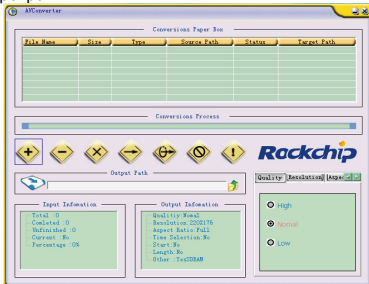 AVConverter
Conversions Paper Box
File Name Size Type Source Path Status Target Path
Conversions Process
Rockchip
Output Path
Quality Resolution Aspec
Input Infomation
Total :0
Comleted :0
Unfinished :0
Current :No
Percentage :0%
Output Infomation
Quality:Nomal
Resolution:220X176
Aspect Ratio:Full
Time Selection:No
Start:No
Length:No
High
Normal
Low